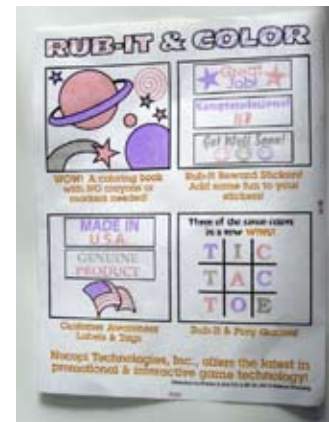 RUB-IT & COLOR
WOW! A coloring book
with NO crayons or
markers needed!
Great
Job!
Congratulations!
Get Well Soon!
Rub-It Reward Stickers!
Add some fun to your
stickers!
MADE IN
U.S.A.
GENUINE
PRODUCT
Customer Awareness
Labels & Tags
Three of the same colors
in a row WINS!
T I C
T A C
T O E
Rub-It & Play Games!
Nocopi Technologies, Inc., offers the latest in
promotional & interactive game technology!